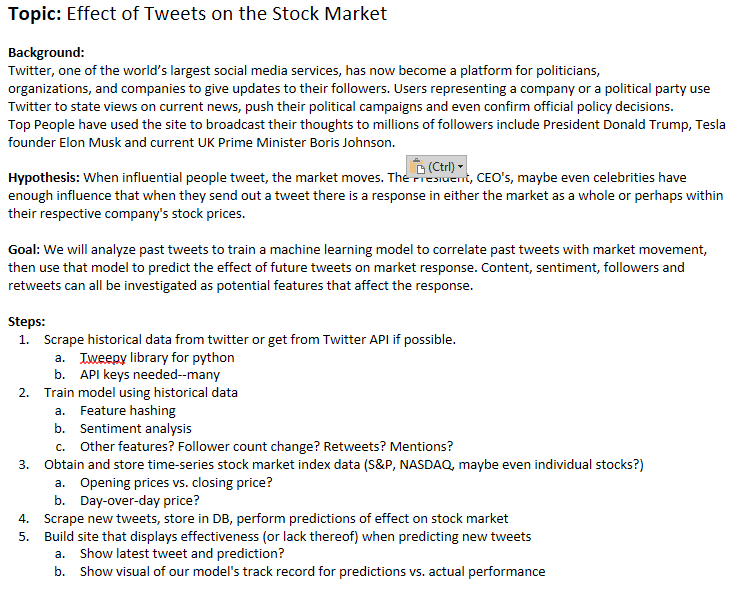 Topic: Effect of Tweets on the Stock Market
Background:
Twitter, one of the world's largest social media services, has now become a platform for politicians,
organizations, and companies to give updates to their followers. Users representing a company or a political party use
Twitter to state views on current news, push their political campaigns and even confirm official policy decisions.
Top People have used the site to broadcast their thoughts to millions of followers include President Donald Trump, Tesla
founder Elon Musk and current UK Prime Minister Boris Johnson.
(Ctrl)
Hypothesis: When influential people tweet, the market moves. The President, CEO's, maybe even celebrities have
enough influence that when they send out a tweet there is a response in either the market as a whole or perhaps within
their respective company's stock prices.
Goal: We will analyze past tweets to train a machine learning model to correlate past tweets with market movement,
then use that model to predict the effect of future tweets on market response. Content, sentiment, followers and
retweets can all be investigated as potential features that affect the response.
Steps:
1. Scrape historical data from twitter or get from Twitter API if possible.
a. Tweepy library for python
b. API keys needed--many
2. Train model using historical data
a. Feature hashing
b. Sentiment analysis
c. Other features? Follower count change? Retweets? Mentions?
3. Obtain and store time-series stock market index data (S&P, NASDAQ, maybe even individual stocks?)
a. Opening prices vs. closing price?
b. Day-over-day price?
4. Scrape new tweets, store in DB, perform predictions of effect on stock market
5. Build site that displays effectiveness (or lack thereof) when predicting new tweets
a. Show latest tweet and prediction?
b. Show visual of our model's track record for predictions vs. actual performance